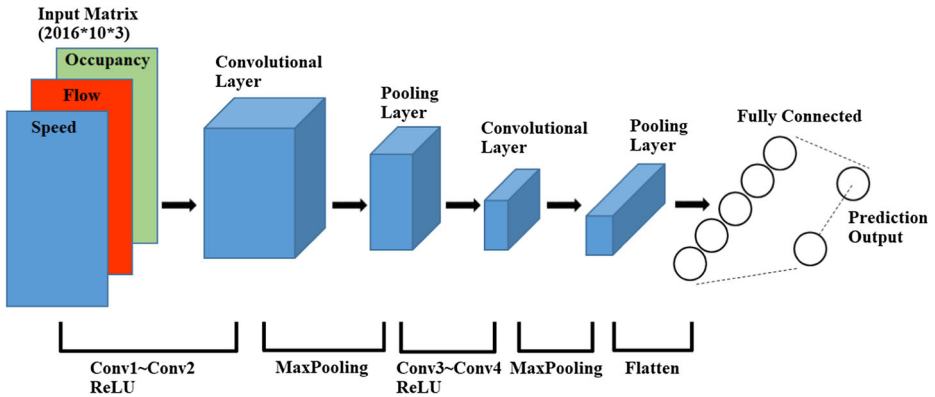 Input Matrix
(2016*10*3)
Occupancy
Flow
Speed
Convolutional
Layer
Pooling
Layer
Convolutional
Layer
Pooling
Layer
Fully Connected
Prediction
Output
Conv1~Conv2
ReLU
MaxPooling
Conv3~Conv4
ReLU
MaxPooling
Flatten